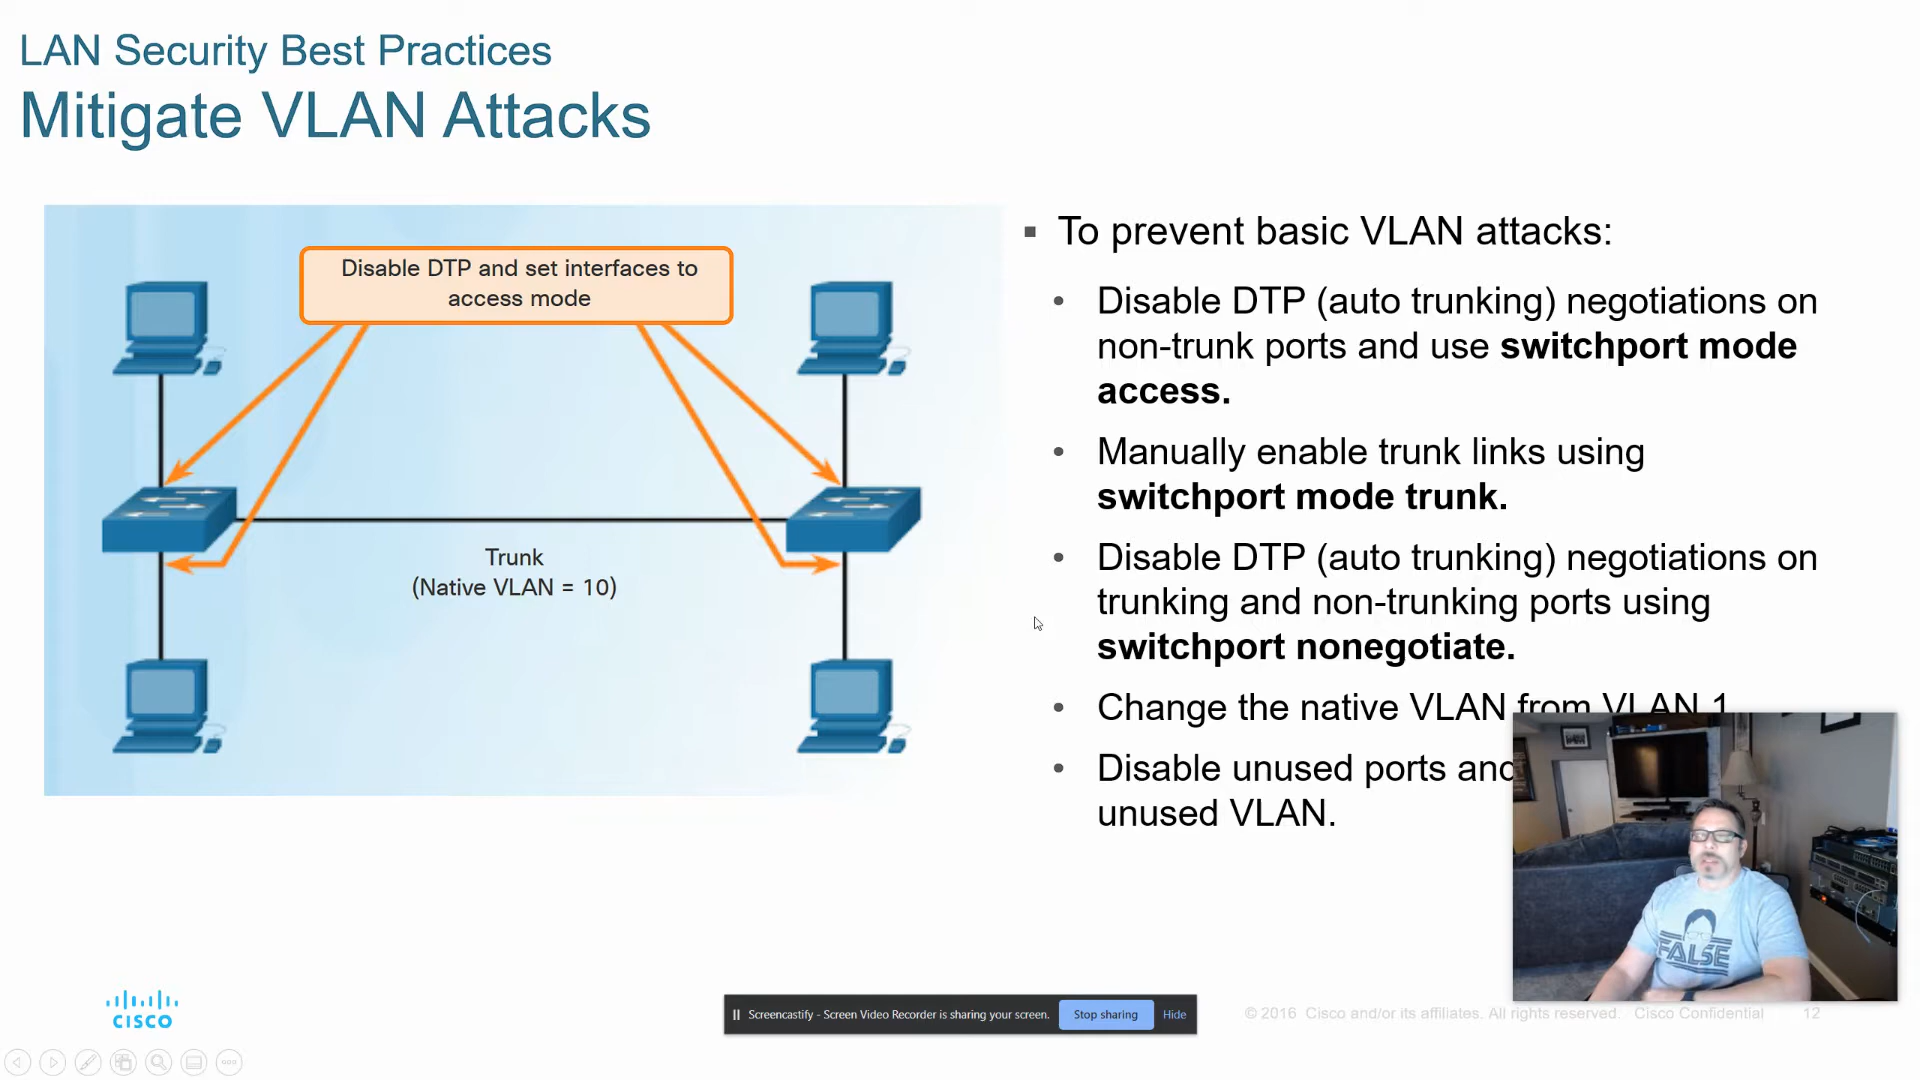 LAN Security Best Practices
Mitigate VLAN Attacks
Disable DTP and set interfaces to
access mode
Trunk
(Native VLAN = 10)
To prevent basic VLAN attacks:
Disable DTP (auto trunking) negotiations on
non-trunk ports and use switchport mode
access.
Manually enable trunk links using
switchport mode trunk.
Disable DTP (auto trunking) negotiations on
trunking and non-trunking ports using
switchport nonegotiate.
Change the native VLAN from VLAN 1
Disable unused ports and
unused VLAN.
FALSE
CISCO
Screencastify - Screen Video Recorder is sharing your screen.
Stop sharing
Hide
© 2016 Cisco and/or its affiliates. All rights reserved. Cisco Confidential
12